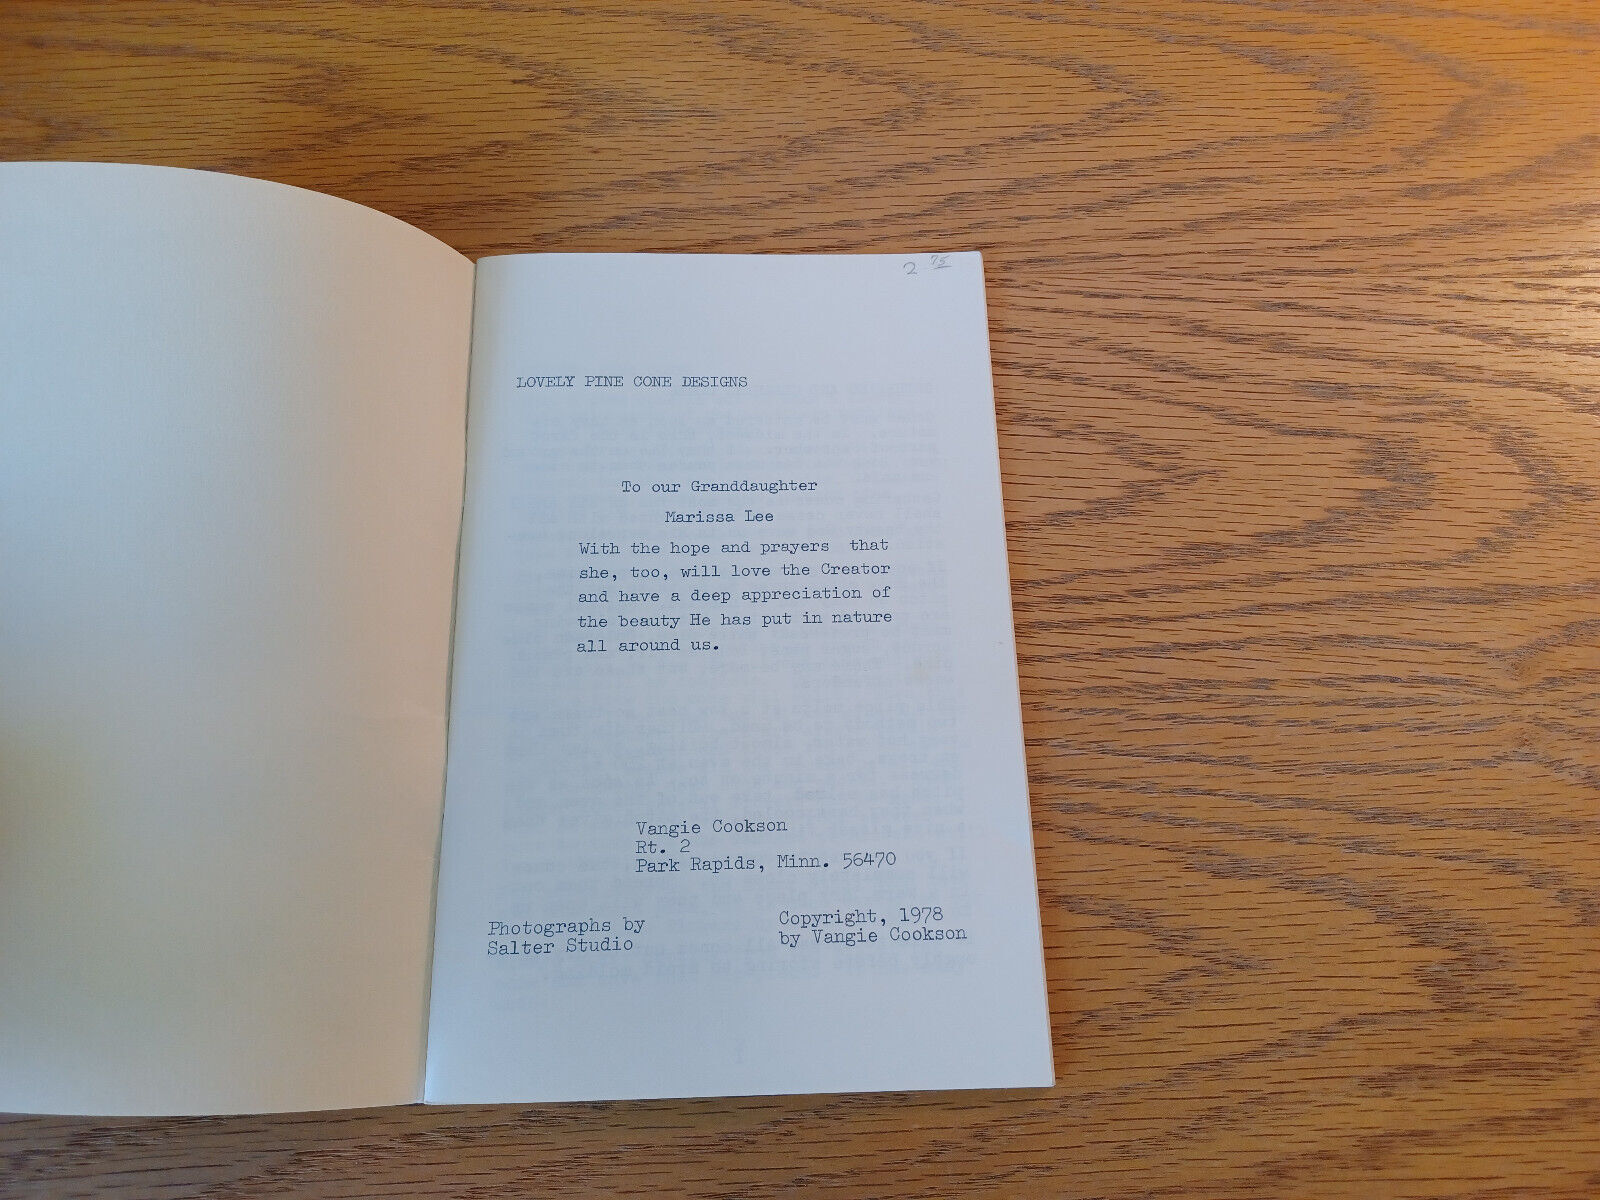 2 75
LOVELY PINE CONE DESIGNS
To our Granddaughter
Marissa Lee
With the hope and prayers that
she, too, will love the Creator
and have a deep appreciation of
the beauty He has put in nature
all around us.
Vangie Cookson
Rt. 2
Park Rapids, Minn. 56470
Photographs by
Salter Studio
Copyright, 1978
by Vangie Cookson